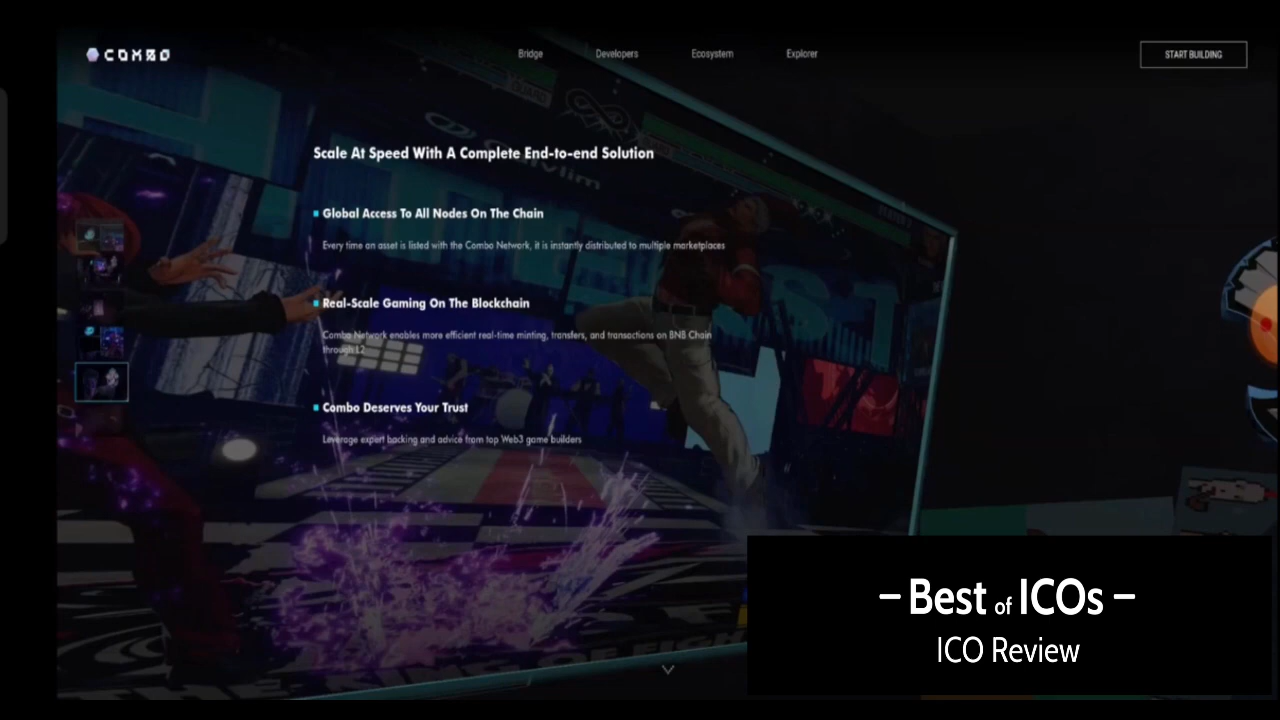 COMBO
Bridge
Developers
Ecosystem
Explorer
START BUILDING
Scale At Speed With A Complete End-to-end Solution
Global Access To All Nodes On The Chain
Every time an asset is listed with the Combo Network, it is instantly distributed to multiple marketplaces
Real-Scale Gaming On The Blockchain
Combo Network enables more efficient real-time minting, transfers, and transactions on BNB Chain
through L2
Combo Deserves Your Trust
Leverage expert backing and advice from top Web3 game builders
THE KING OF FIGH
– Best of ICOs –
ICO Review